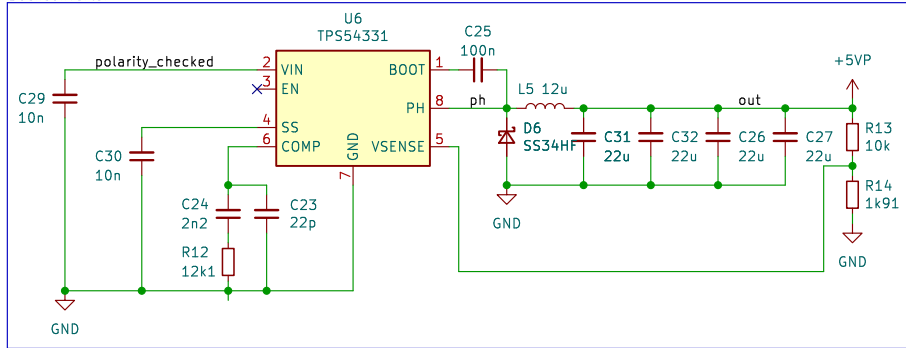 U6
TPS54331
C25
100n
+5VP
polarity_checked
2
VIN
BOOT
1
3
EN
L5 12u
C29
10n
PH
8
ph
out
D6
SS34HF
C31
22u
C32
22u
C26
22u
C27
22u
R13
10k
4
SS
6
COMP
GND
7
VSENSE
5
C30
10n
R14
1k91
GND
C24
2n2
C23
22p
R12
12k1
GND
GND